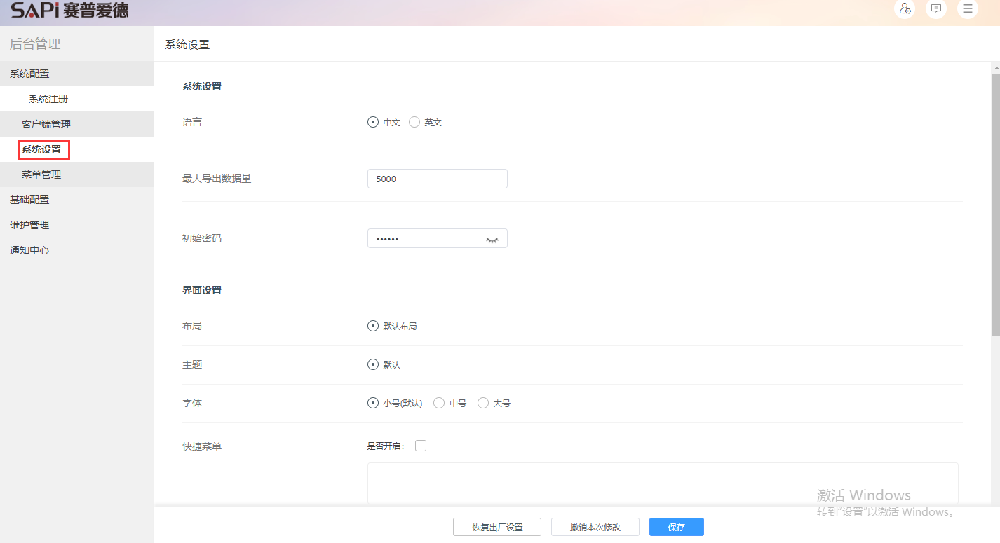 SAPi 赛普爱德
后台管理
系统配置
系统注册
客户端管理
系统设置
菜单管理
基础配置
维护管理
通知中心
系统设置
系统设置
语言 中文 英文
最大导出数据量 5000
初始密码 ••••••
界面设置
布局 默认布局
主题 默认
字体 小号(默认) 中号 大号
快捷菜单 是否开启：
激活 Windows
转到“设置”以激活 Windows。
恢复出厂设置 撤销本次修改 保存